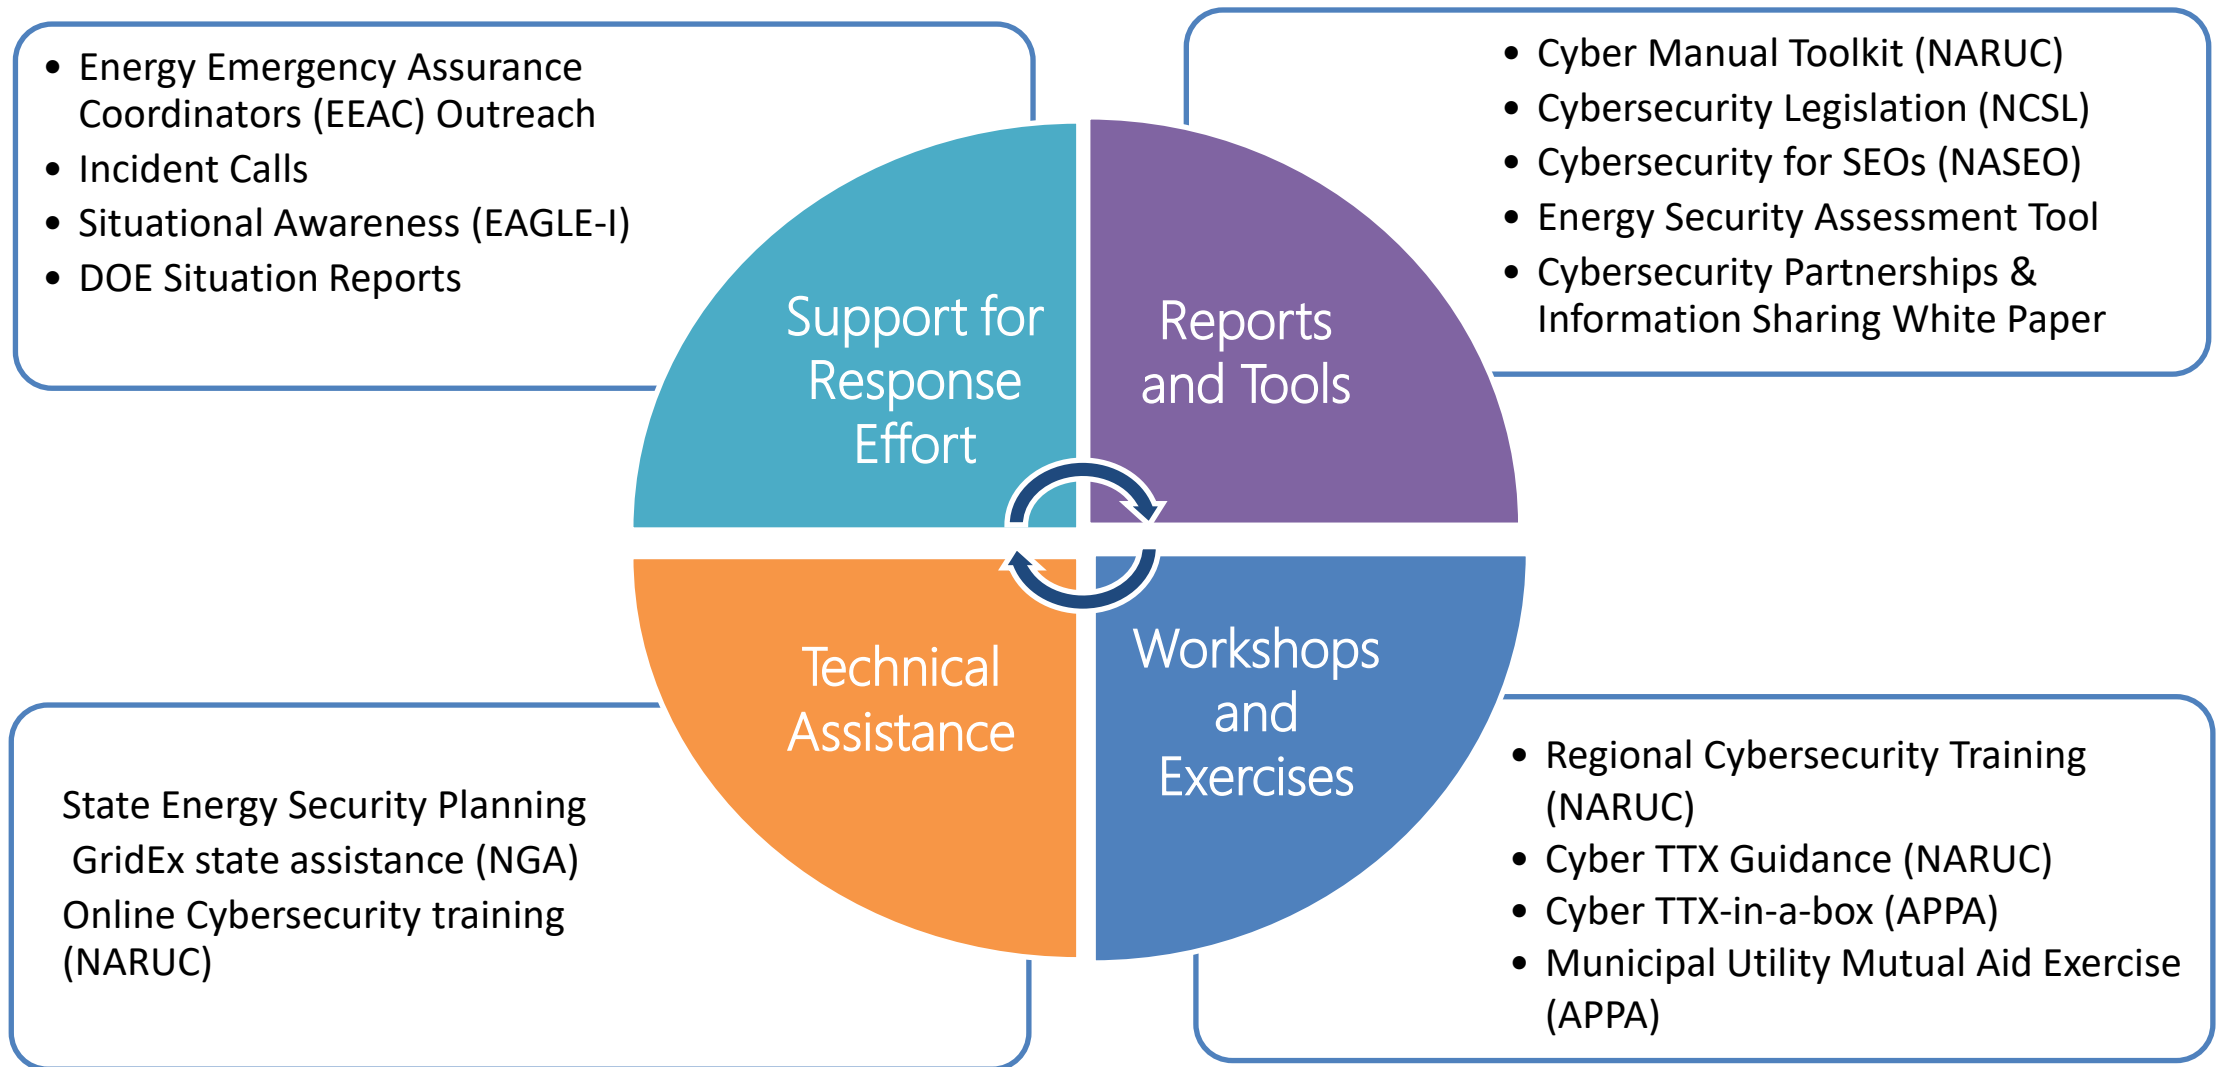 • Energy Emergency Assurance
Coordinators (EEAC) Outreach
• Incident Calls
• Situational Awareness (EAGLE-I)
• DOE Situation Reports
• Cyber Manual Toolkit (NARUC)
• Cybersecurity Legislation (NCSL)
• Cybersecurity for SEOs (NASEO)
• Energy Security Assessment Tool
• Cybersecurity Partnerships &
Information Sharing White Paper
Support for
Response
Effort
Reports
and Tools
Technical
Assistance
Workshops
and
Exercises
State Energy Security Planning
GridEx state assistance (NGA)
Online Cybersecurity training
(NARUC)
• Regional Cybersecurity Training
(NARUC)
• Cyber TTX Guidance (NARUC)
• Cyber TTX-in-a-box (APPA)
• Municipal Utility Mutual Aid Exercise
(APPA)